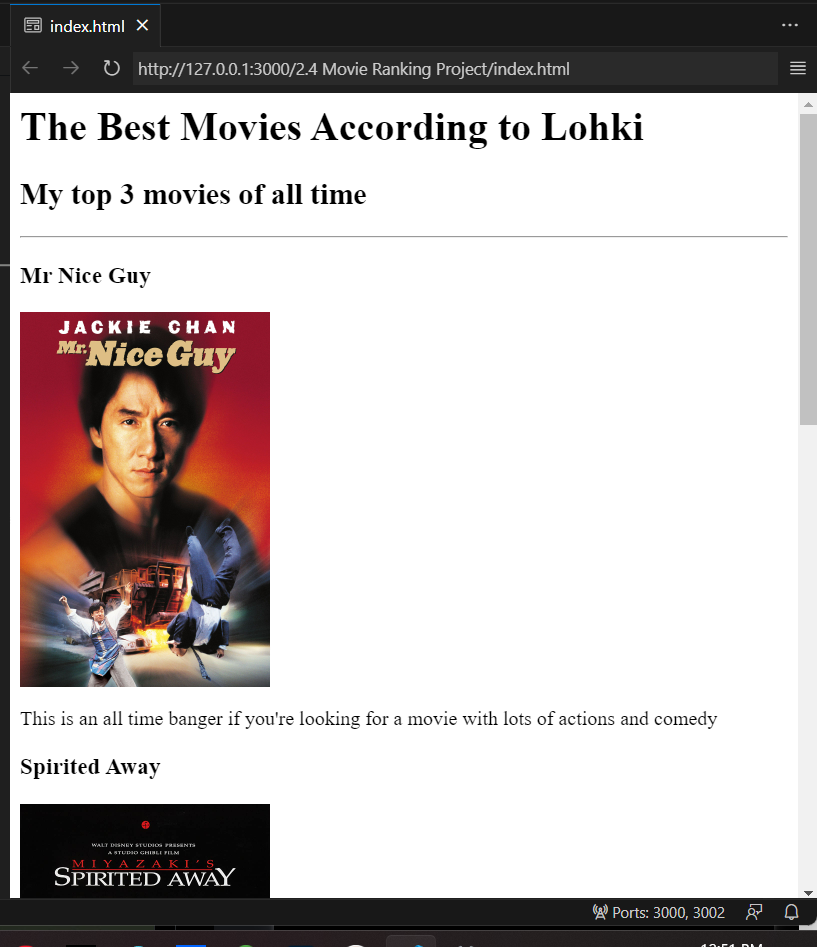 index.html
http://127.0.0.1:3000/2.4 Movie Ranking Project/index.html
The Best Movies According to Lohki
My top 3 movies of all time
Mr Nice Guy
JACKIE CHAN
Mr. Nice Guy
This is an all time banger if you're looking for a movie with lots of actions and comedy
Spirited Away
WALT DISNEY STUDIOS PRESENTS
A STUDIO GHIBLI FILM
MIYAZAKI'S
SPIRITED AWAY
Ports: 3000, 3002
12:51 PM